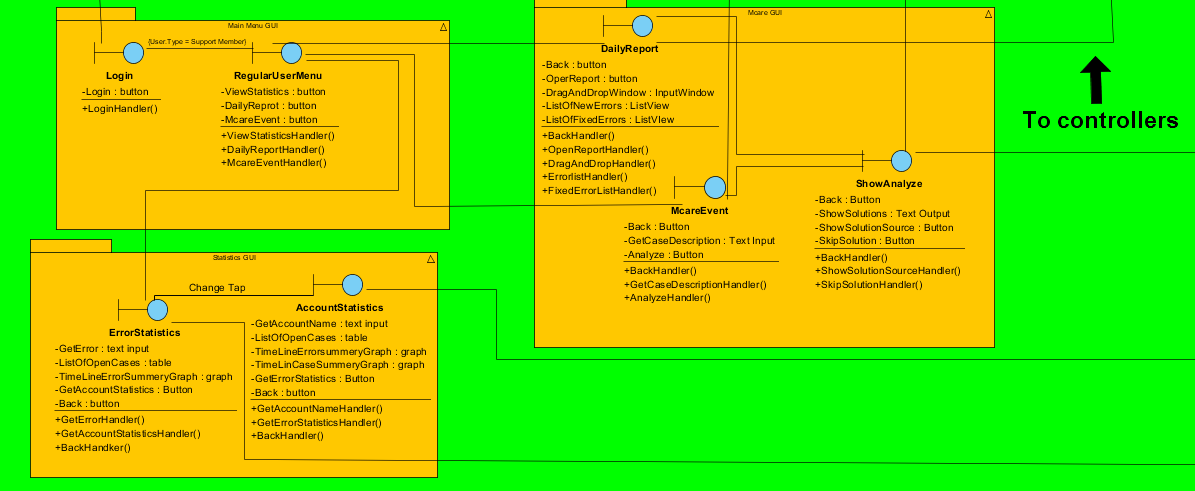 Main Menu GUI
{User.Type = Support Member}
Login
-Login : button
+LoginHandler()
RegularUserMenu
-ViewStatistics : button
-DailyReprot : button
-McareEvent : button
+ViewStatisticsHandler()
+DailyReportHandler()
+McareEventHandler()
Mcare GUI
DailyReport
-Back : button
-OperReport : button
-DragAndDropWindow : InputWindow
-ListOfNewErrors : ListView
-ListOfFixedErrors : ListVIew
+BackHandler()
+OpenReportHandler()
+DragAndDropHandler()
+ErrorlistHandler()
+FixedErrorListHandler()
McareEvent
-Back : Button
-GetCaseDescription : Text Input
-Analyze : Button
+BackHandler()
+GetCaseDescriptionHandler()
+AnalyzeHandler()
ShowAnalyze
-Back : Button
-ShowSolutions : Text Output
-ShowSolutionSource : Button
-SkipSolution : Button
+BackHandler()
+ShowSolutionSourceHandler()
+SkipSolutionHandler()
To controllers
Statistics GUI
Change Tap
ErrorStatistics
-GetError : text input
-ListOfOpenCases : table
-TimeLineErrorSummeryGraph : graph
-GetAccountStatistics : Button
-Back : button
+GetErrorHandler()
+GetAccountStatisticsHandler()
+BackHandker()
AccountStatistics
-GetAccountName : text input
-ListOfOpenCases : table
-TimeLineErrorsummeryGraph : graph
-TimeLinCaseSummeryGraph : graph
-GetErrorStatistics : Button
-Back : button
+GetAccountNameHandler()
+GetErrorStatisticsHandler()
+BackHandler()